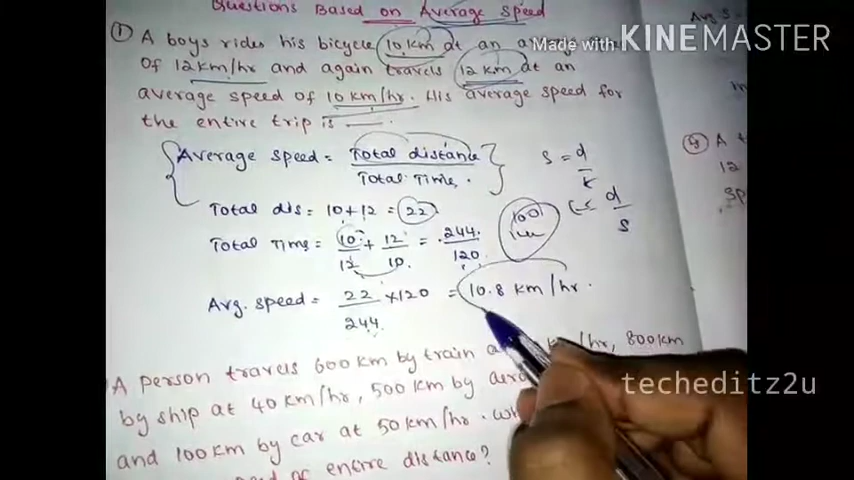 Questions Based on Average Speed
Avg. S =
① A boys rides his bicycle 10 km at an
Made with KINEMASTER
of 12 km/hr and again travels 12 km at an
average speed of 10 km/hr. His average speed for
the entire trip is ——.
Average speed = Total distance / Total Time.
s = d / t
Total dis = 10 + 12 = 22
t = d / s
Total Time = 10/12 + 12/10 = 244/120
Avg. speed = 22/244 × 120 = 10.8 km/hr.
A person travels 600 km by train /hr, 800 km
by ship at 40 km/hr, 500 km by
techeditz2u
and 100 km by car at 50 km/hr.
of entire distance?
A
12